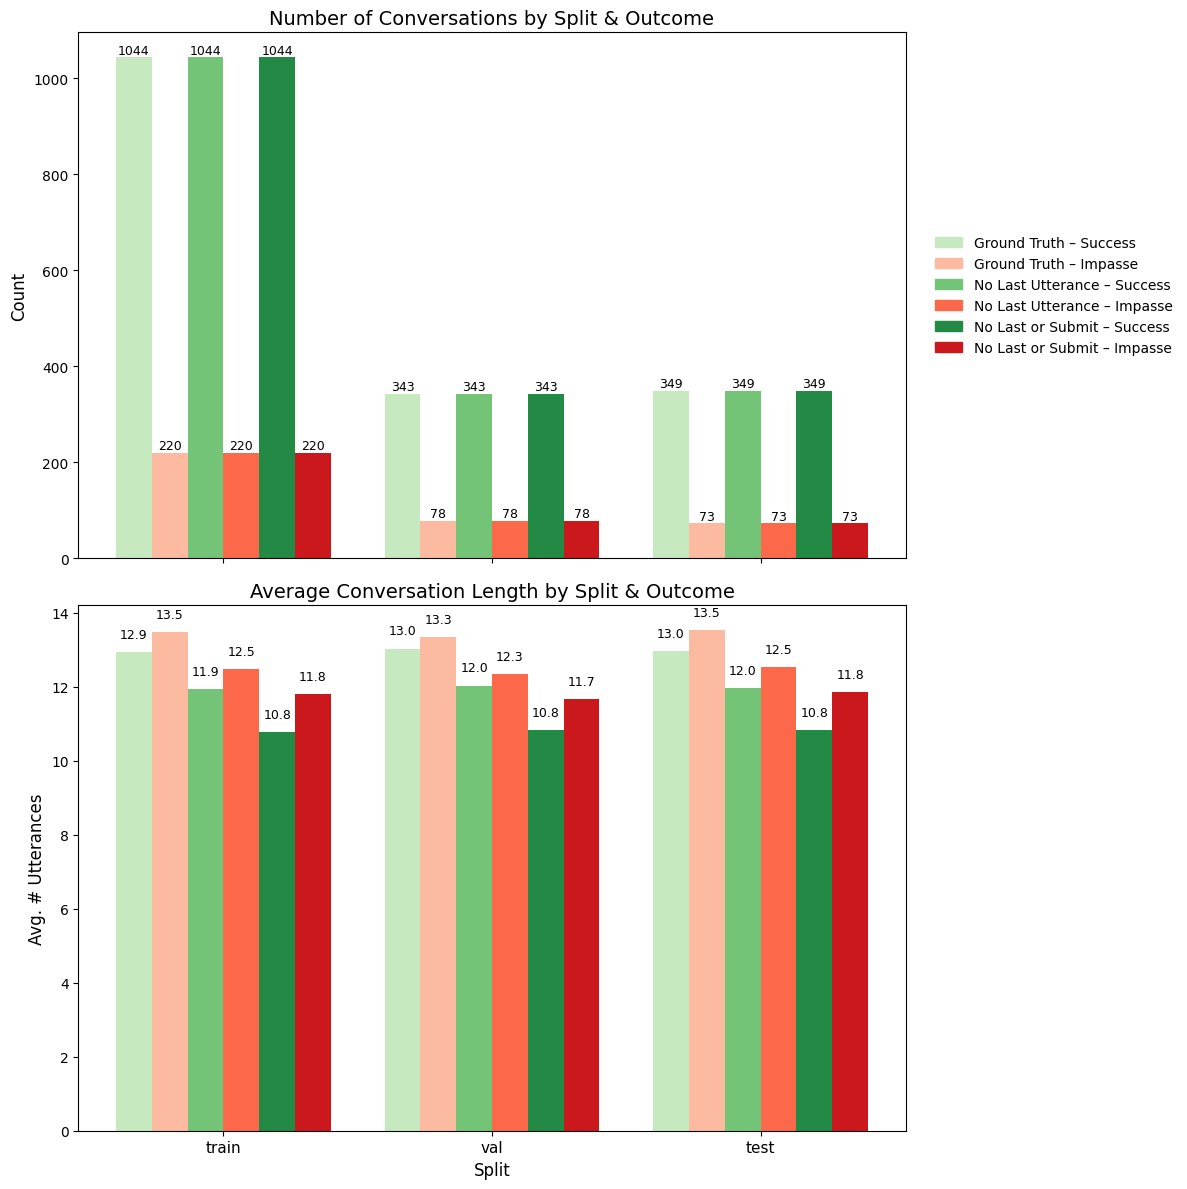 Number of Conversations by Split & Outcome
Count
1000
800
600
400
200
0
1044 1044 1044
220 220 220
343 343 343
78 78 78
349 349 349
73 73 73
Ground Truth – Success
Ground Truth – Impasse
No Last Utterance – Success
No Last Utterance – Impasse
No Last or Submit – Success
No Last or Submit – Impasse
Average Conversation Length by Split & Outcome
Avg. # Utterances
14
12
10
8
6
4
2
0
12.9 13.5 11.9 12.5 10.8 11.8
13.0 13.3 12.0 12.3 10.8 11.7
13.0 13.5 12.0 12.5 10.8 11.8
train val test
Split